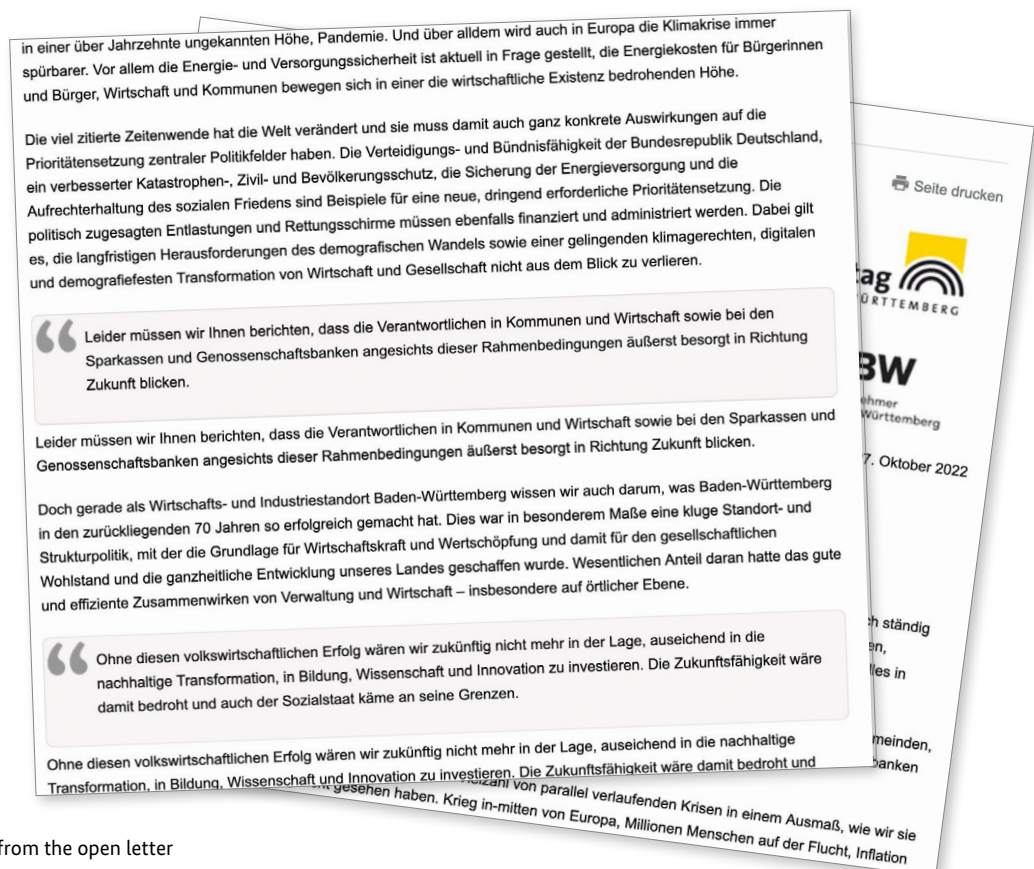 in einer über Jahrzehnte ungekannten Höhe, Pandemie. Und über alldem wird auch in Europa die Klimakrise immer
spürbarer. Vor allem die Energie- und Versorgungssicherheit ist aktuell in Frage gestellt, die Energiekosten für Bürgerinnen
und Bürger, Wirtschaft und Kommunen bewegen sich in einer die wirtschaftliche Existenz bedrohenden Höhe.
Die viel zitierte Zeitenwende hat die Welt verändert und sie muss damit auch ganz konkrete Auswirkungen auf die
Prioritätensetzung zentraler Politikfelder haben. Die Verteidigungs- und Bündnisfähigkeit der Bundesrepublik Deutschland,
ein verbesserter Katastrophen-, Zivil- und Bevölkerungsschutz, die Sicherung der Energieversorgung und die
Aufrechterhaltung des sozialen Friedens sind Beispiele für eine neue, dringend erforderliche Prioritätensetzung. Die
politisch zugesagten Entlastungen und Rettungsschirme müssen ebenfalls finanziert und administriert werden. Dabei gilt
es, die langfristigen Herausforderungen des demografischen Wandels sowie einer gelingenden klimagerechten, digitalen
und demografiefesten Transformation von Wirtschaft und Gesellschaft nicht aus dem Blick zu verlieren.
Leider müssen wir Ihnen berichten, dass die Verantwortlichen in Kommunen und Wirtschaft sowie bei den
Sparkassen und Genossenschaftsbanken angesichts dieser Rahmenbedingungen äußerst besorgt in Richtung
Zukunft blicken.
Leider müssen wir Ihnen berichten, dass die Verantwortlichen in Kommunen und Wirtschaft sowie bei den Sparkassen und
Genossenschaftsbanken angesichts dieser Rahmenbedingungen äußerst besorgt in Richtung Zukunft blicken.
Doch gerade als Wirtschafts- und Industriestandort Baden-Württemberg wissen wir auch darum, was Baden-Württemberg
in den zurückliegenden 70 Jahren so erfolgreich gemacht hat. Dies war in besonderem Maße eine kluge Standort- und
Strukturpolitik, mit der die Grundlage für Wirtschaftskraft und Wertschöpfung und damit für den gesellschaftlichen
Wohlstand und die ganzheitliche Entwicklung unseres Landes geschaffen wurde. Wesentlichen Anteil daran hatte das gute
und effiziente Zusammenwirken von Verwaltung und Wirtschaft – insbesondere auf örtlicher Ebene.
Ohne diesen volkswirtschaftlichen Erfolg wären wir zukünftig nicht mehr in der Lage, auseichend in die
nachhaltige Transformation, in Bildung, Wissenschaft und Innovation zu investieren. Die Zukunftsfähigkeit wäre
damit bedroht und auch der Sozialstaat käme an seine Grenzen.
Ohne diesen volkswirtschaftlichen Erfolg wären wir zukünftig nicht mehr in der Lage, auseichend in die nachhaltige
Transformation, in Bildung, Wissenschaft und Innovation zu investieren. Die Zukunftsfähigkeit wäre damit bedroht und
Seite drucken
tag
ÜRTTEMBERG
BW
ehmer
Württemberg
7. Oktober 2022
h ständig
en,
lles in
meinden,
banken
von parallel verlaufenden Krisen in einem Ausmaß, wie wir sie
gesehen haben. Krieg in-mitten von Europa, Millionen Menschen auf der Flucht, Inflation
from the open letter